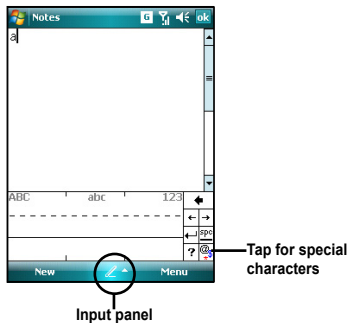 Notes G ok
a
ABC abc 123
spc
? @
Tap for special
characters
New Menu
Input panel